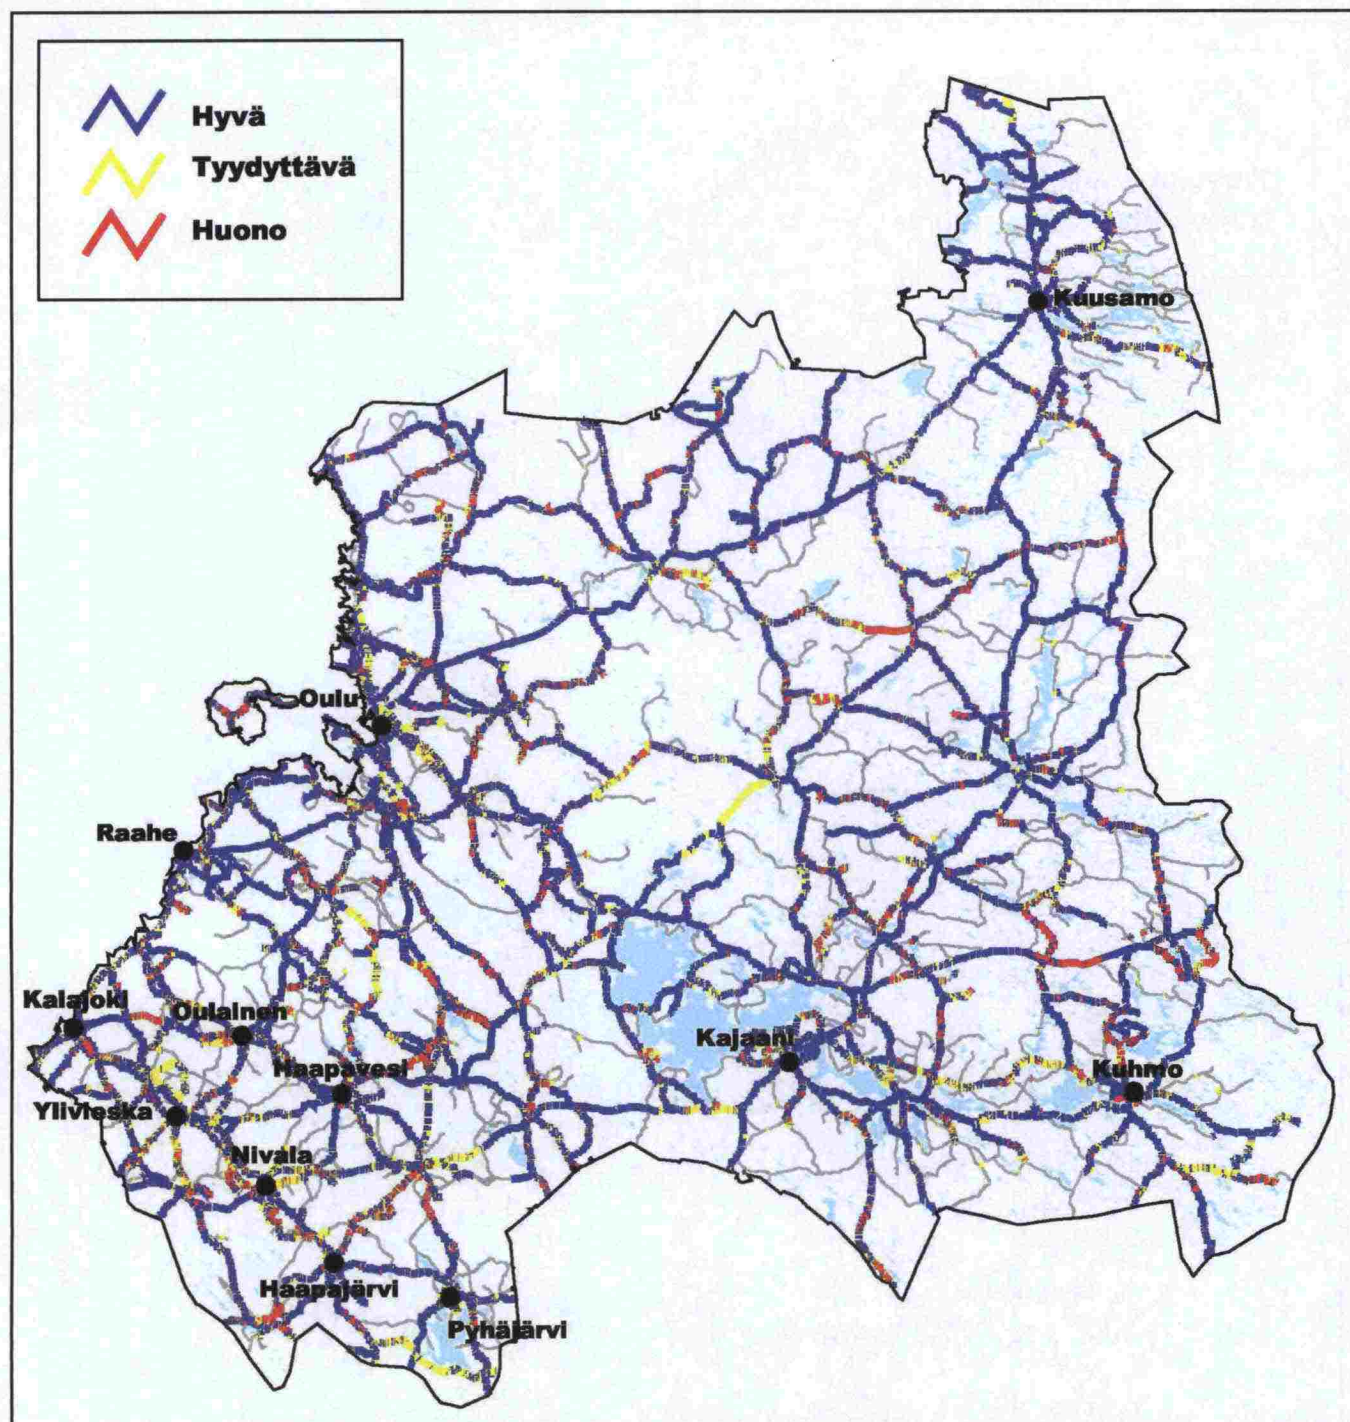 Hyvä
Tyydyttävä
Huono
Kuusamo
Oulu
Raahe
Kalajoki
Oulainen
Kajaani
Haapavesi
Kuhmo
Ylivieska
Nivala
Haapajärvi
Pyhäjärvi